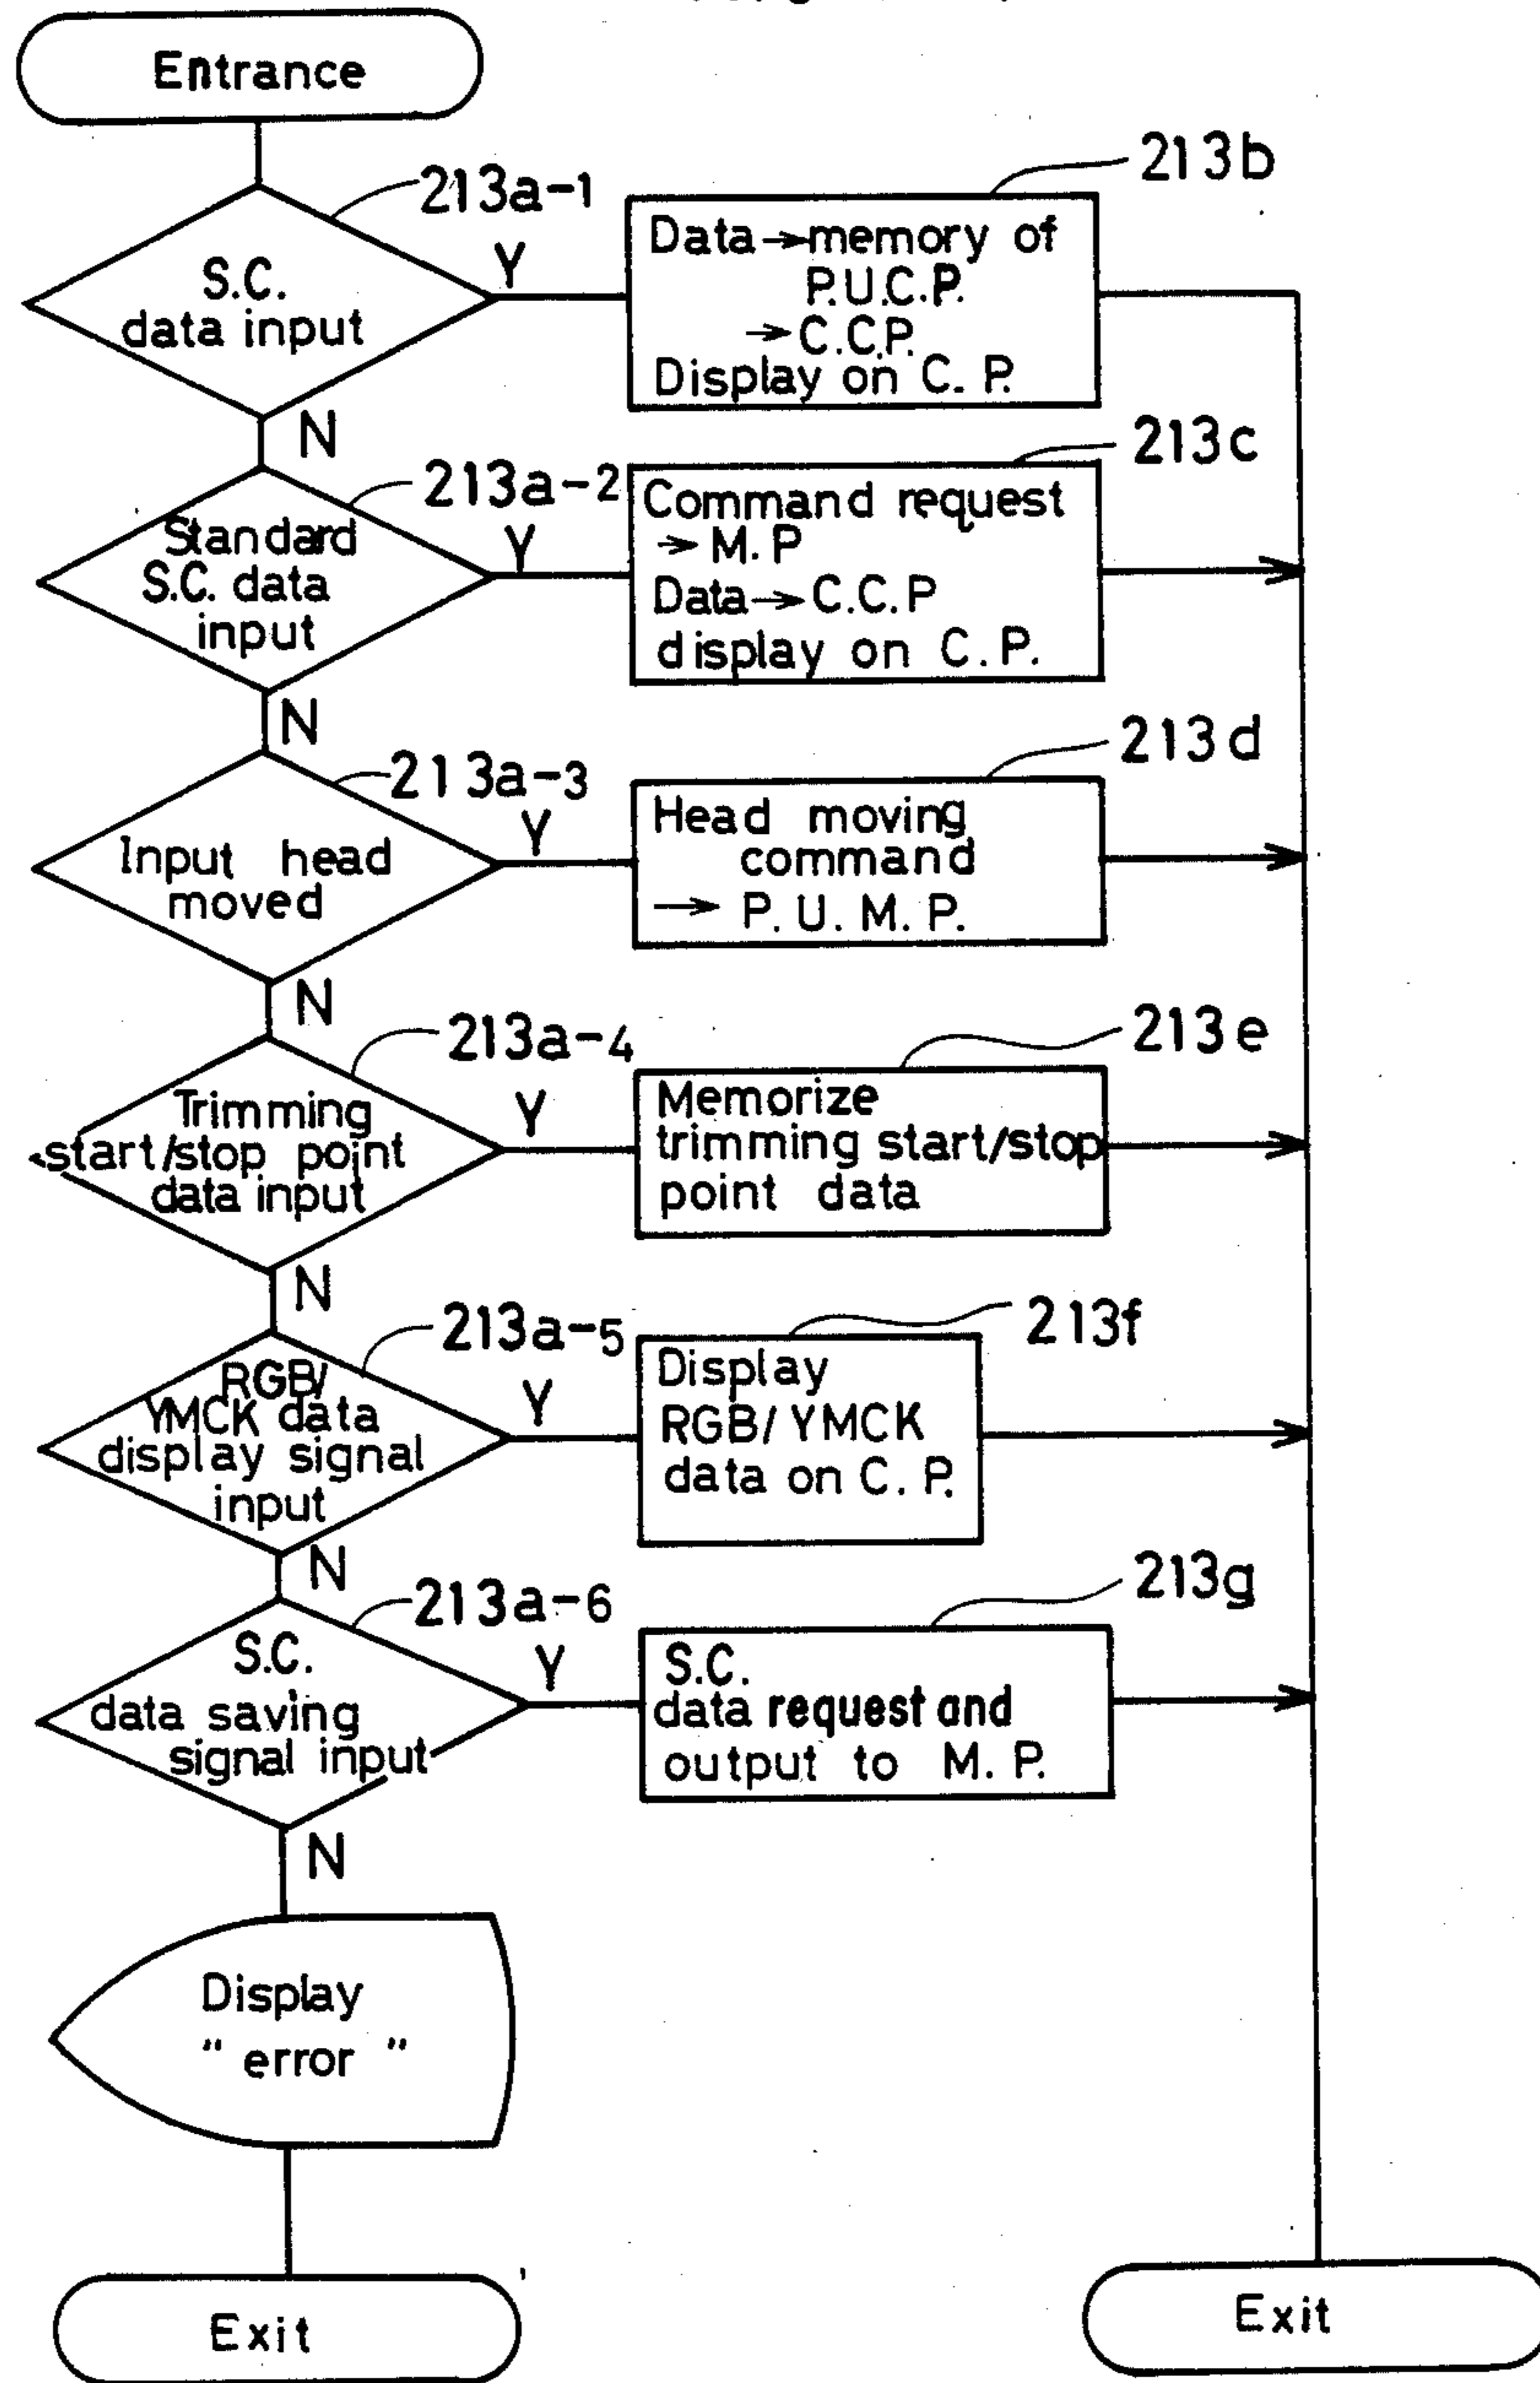 Entrance
213a-1
213b
S.C.
data input
Y
Data→memory of
P.U.C.P.
→C.C.P.
Display on C.P.
N
213a-2
213c
Standard
S.C. data
input
Y
Command request
→M.P
Data→C.C.P
display on C.P.
N
213a-3
213d
Input head
moved
Y
Head moving
command
→ P.U.M.P.
N
213a-4
213e
Trimming
start/stop point
data input
Y
Memorize
trimming start/stop
point data
N
213a-5
213f
RGB/
YMCK data
display signal
input
Y
Display
RGB/YMCK
data on C.P.
N
213a-6
213g
S.C.
data saving
signal input
Y
S.C.
data request and
output to M.P.
N
Display
"error"
Exit
Exit